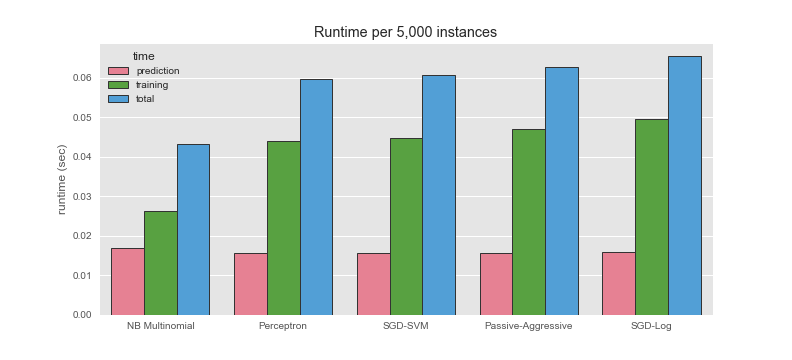 Runtime per 5,000 instances
time
prediction
training
total
runtime (sec)
0.06
0.05
0.04
0.03
0.02
0.01
0.00
NB Multinomial
Perceptron
SGD-SVM
Passive-Aggressive
SGD-Log